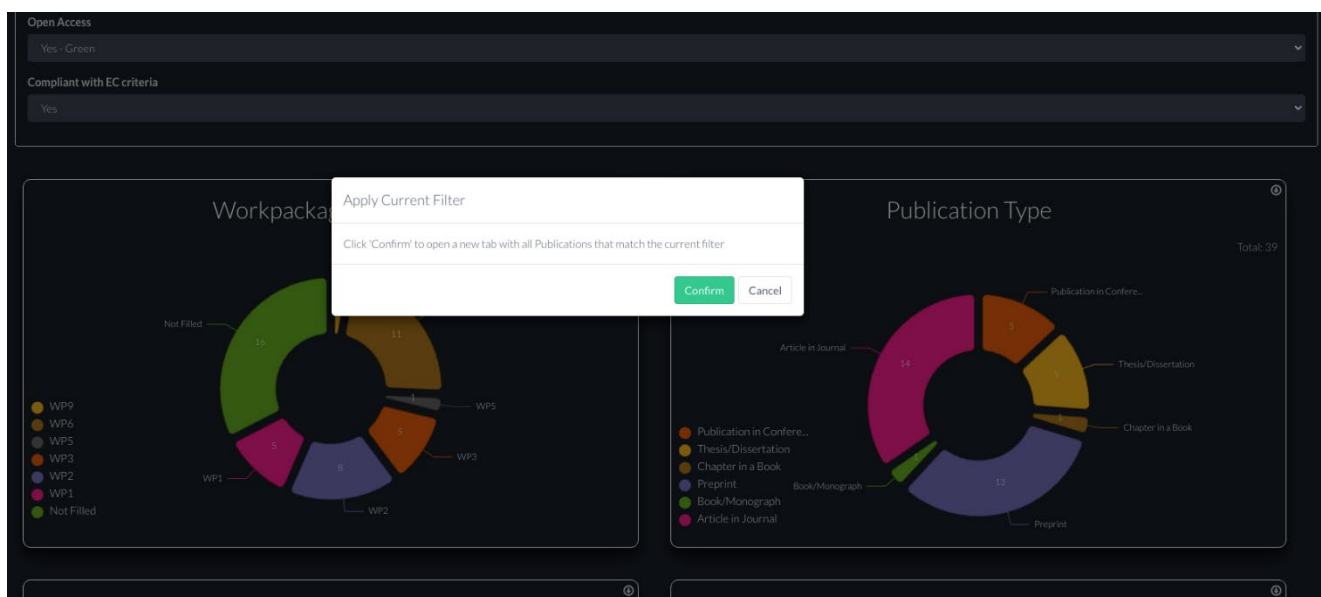 Open Access
Yes - Green
Compliant with EC criteria
Yes
Apply Current Filter
Click 'Confirm' to open a new tab with all Publications that match the current filter
Confirm
Cancel
Workpacka
11
Not Filled
16
1
WP5
5
WP3
8
WP2
5
WP1
WP9
WP6
WP5
WP3
WP2
WP1
Not Filled
Publication Type
Total: 39
Publication in Confere...
3
Article in Journal
14
Thesis/Dissertation
1
Chapter in a Book
13
Preprint
1
Book/Monograph
Publication in Confere...
Thesis/Dissertation
Chapter in a Book
Preprint
Book/Monograph
Article in Journal